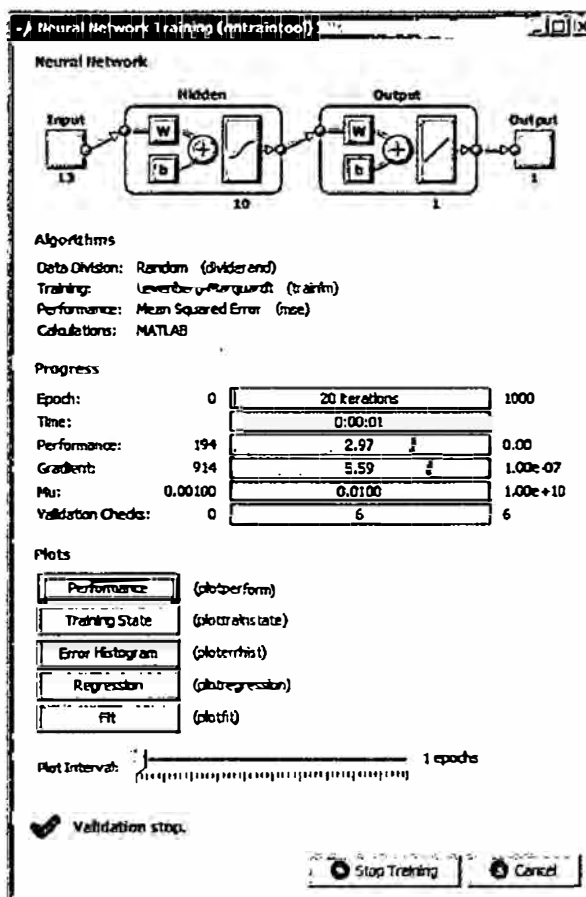 Neural Network Training (nntraintool)
Neural Network
Hidden Output
Input W b W b Output
13 10 1 1
Algorithms
Data Division: Random (dividerand)
Training: Levenberg-Marquardt (trainlm)
Performance: Mean Squared Error (mse)
Calculations: MATLAB
Progress
Epoch: 0 20 iterations 1000
Time: 0:00:01
Performance: 194 2.97 0.00
Gradient: 914 5.59 1.00e-07
Mu: 0.00100 0.0100 1.00e+10
Validation Checks: 0 6 6
Plots
Performance (plotperform)
Training State (plottrainstate)
Error Histogram (ploterrhist)
Regression (plotregression)
Fit (plotfit)
Plot Interval: 1 epochs
Validation stop.
Stop Training Cancel